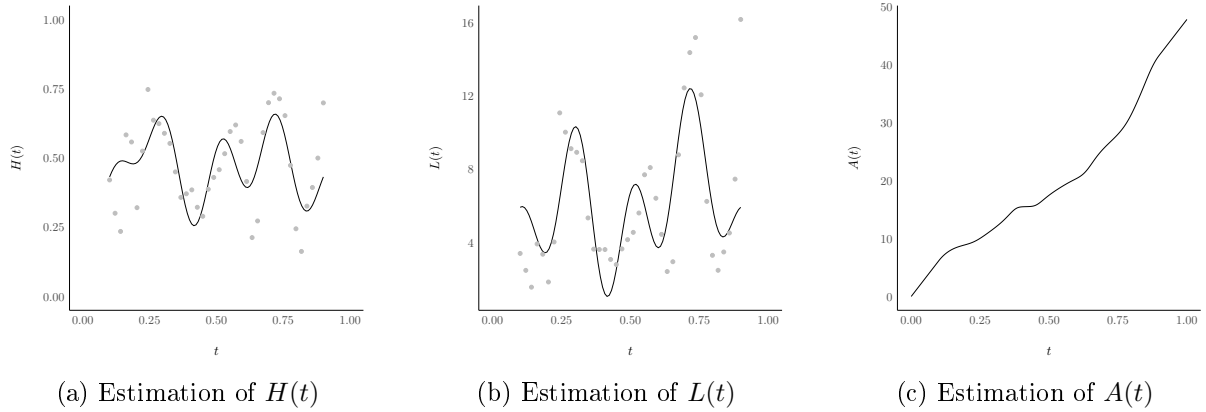 1.00
0.75
0.50
0.25
0.00
H(t)
0.00 0.25 0.50 0.75 1.00
t
(a) Estimation of H(t)
16
12
8
4
L(t)
0.00 0.25 0.50 0.75 1.00
t
(b) Estimation of L(t)
50
40
30
20
10
0
A(t)
0.00 0.25 0.50 0.75 1.00
t
(c) Estimation of A(t)